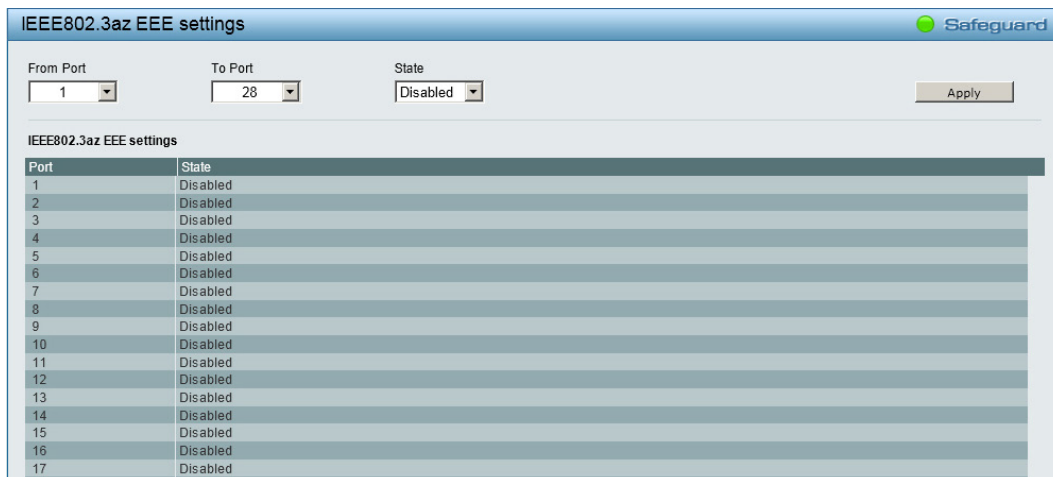 IEEE802.3az EEE settings Safeguard
From Port To Port State
1 28 Disabled Apply
IEEE802.3az EEE settings
Port State
1 Disabled
2 Disabled
3 Disabled
4 Disabled
5 Disabled
6 Disabled
7 Disabled
8 Disabled
9 Disabled
10 Disabled
11 Disabled
12 Disabled
13 Disabled
14 Disabled
15 Disabled
16 Disabled
17 Disabled